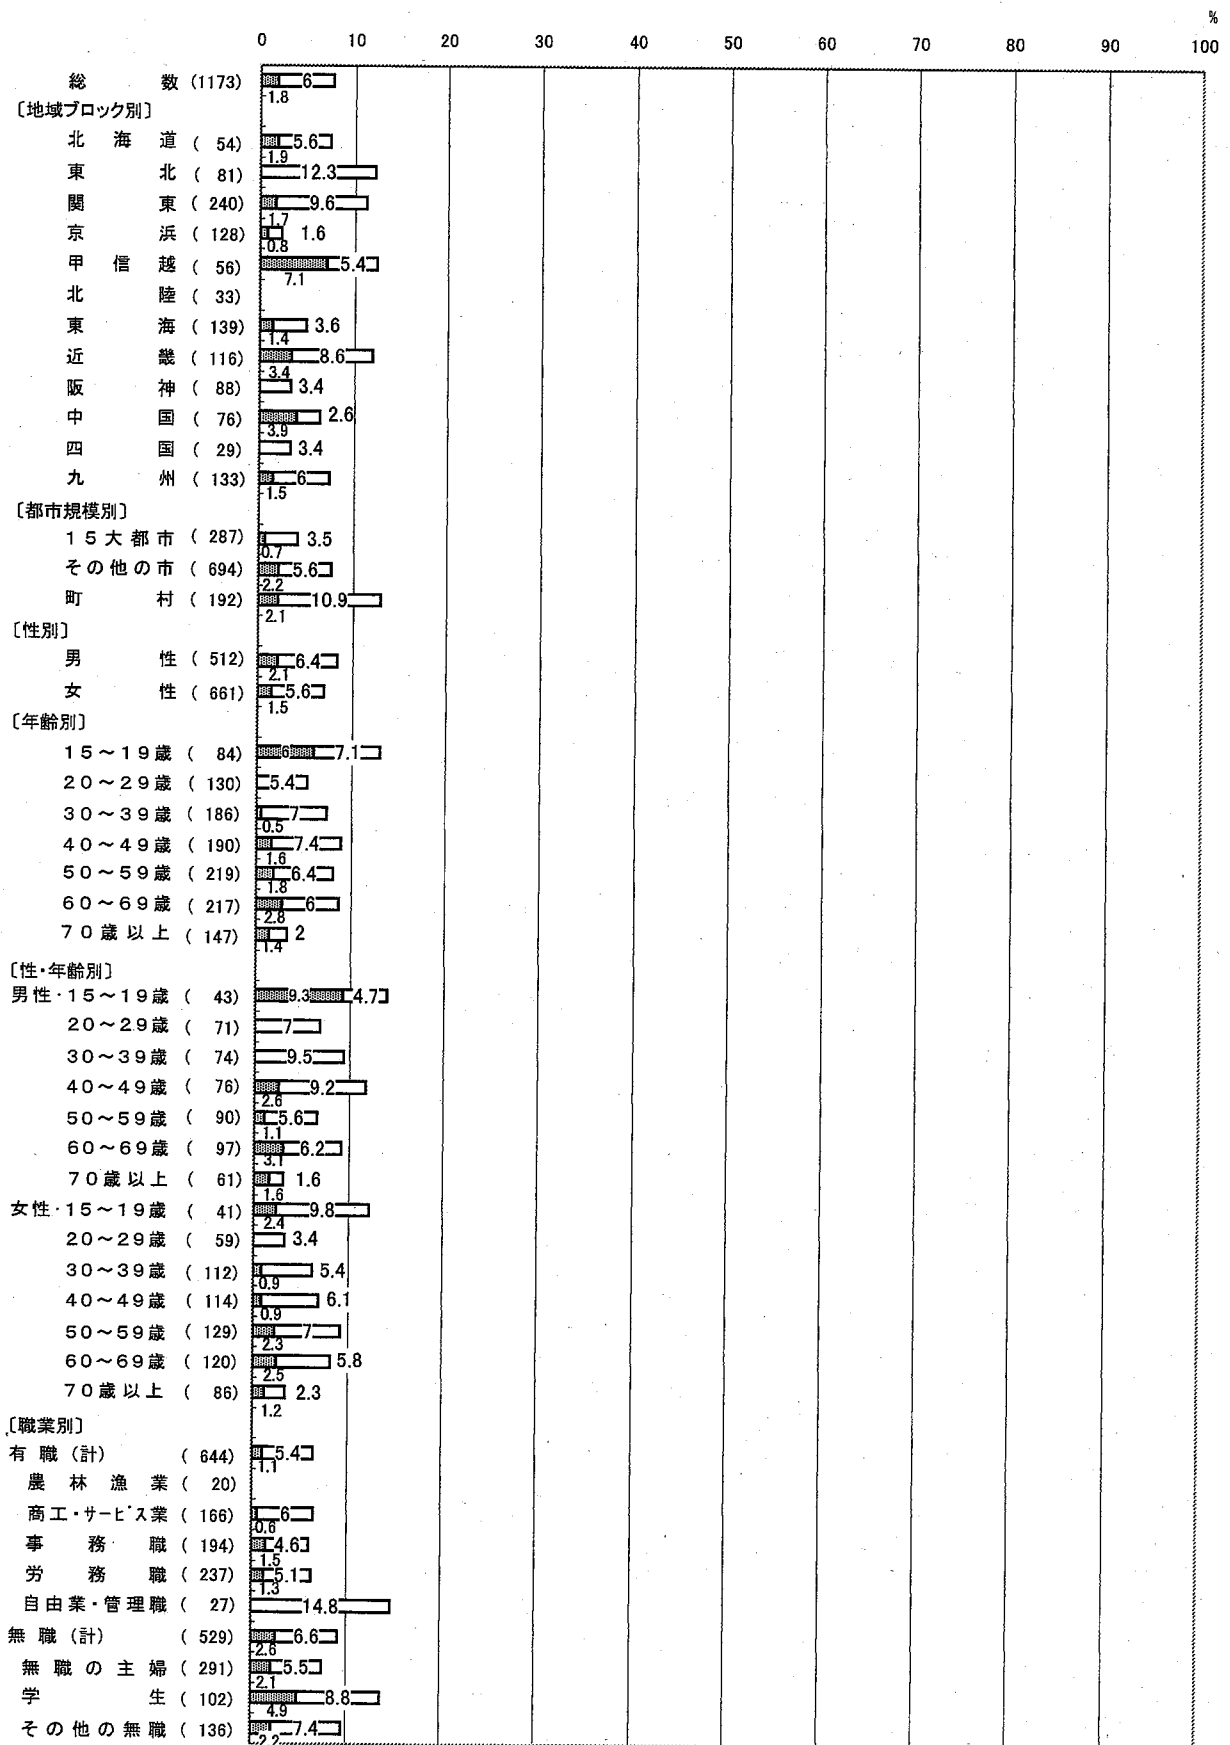 %
0 10 20 30 40 50 60 70 80 90 100
総数 (1173) 6
1.8
〔地域ブロック別〕
北海道 ( 54) 5.6
1.9
東北 ( 81) 12.3
関東 ( 240) 9.6
1.7
京浜 ( 128) 1.6
0.8
甲信越 ( 56) 5.4
7.1
北陸 ( 33)
東海 ( 139) 3.6
1.4
近畿 ( 116) 8.6
3.4
阪神 ( 88) 3.4
中国 ( 76) 2.6
3.9
四国 ( 29) 3.4
九州 ( 133) 6
1.5
〔都市規模別〕
15大都市 ( 287) 3.5
0.7
その他の市 ( 694) 5.6
2.2
町村 ( 192) 10.9
2.1
〔性別〕
男性 ( 512) 6.4
2.1
女性 ( 661) 5.6
1.5
〔年齢別〕
15～19歳 ( 84) 6 7.1
20～29歳 ( 130) 5.4
30～39歳 ( 186) 7
0.5
40～49歳 ( 190) 7.4
1.6
50～59歳 ( 219) 6.4
1.8
60～69歳 ( 217) 6
2.8
70歳以上 ( 147) 2
1.4
〔性・年齢別〕
男性・15～19歳 ( 43) 9.3 4.7
20～29歳 ( 71) 7
30～39歳 ( 74) 9.5
40～49歳 ( 76) 9.2
2.6
50～59歳 ( 90) 5.6
1.1
60～69歳 ( 97) 6.2
3.1
70歳以上 ( 61) 1.6
1.6
女性・15～19歳 ( 41) 9.8
2.4
20～29歳 ( 59) 3.4
30～39歳 ( 112) 5.4
0.9
40～49歳 ( 114) 6.1
0.9
50～59歳 ( 129) 7
2.3
60～69歳 ( 120) 5.8
2.5
70歳以上 ( 86) 2.3
1.2
〔職業別〕
有職(計) ( 644) 5.4
1.1
農林漁業 ( 20)
商工・ｻｰﾋﾞｽ業 ( 166) 6
0.6
事務職 ( 194) 4.6
1.5
労務職 ( 237) 5.1
1.3
自由業・管理職 ( 27) 14.8
無職(計) ( 529) 6.6
2.6
無職の主婦 ( 291) 5.5
2.1
学生 ( 102) 8.8
4.9
その他の無職 ( 136) 7.4
2.2